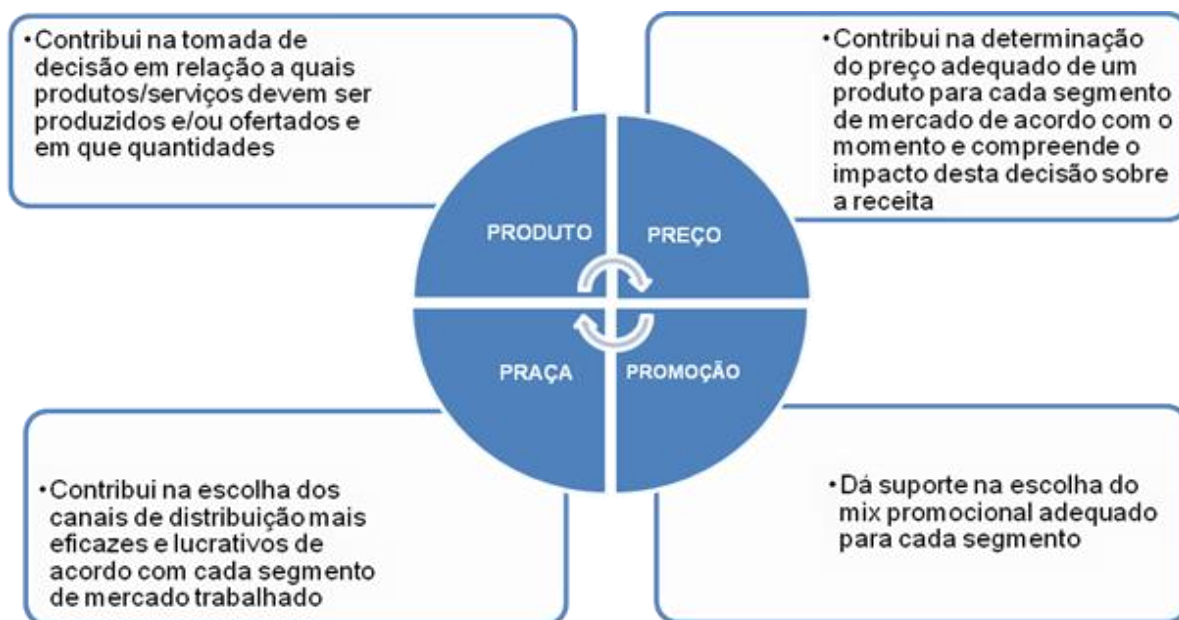 •Contribui na tomada de
decisão em relação a quais
produtos/serviços devem ser
produzidos e/ou ofertados e
em que quantidades
•Contribui na determinação
do preço adequado de um
produto para cada segmento
de mercado de acordo com o
momento e compreende o
impacto desta decisão sobre
a receita
PRODUTO
PREÇO
PRAÇA
PROMOÇÃO
•Contribui na escolha dos
canais de distribuição mais
eficazes e lucrativos de
acordo com cada segmento
de mercado trabalhado
•Dá suporte na escolha do
mix promocional adequado
para cada segmento